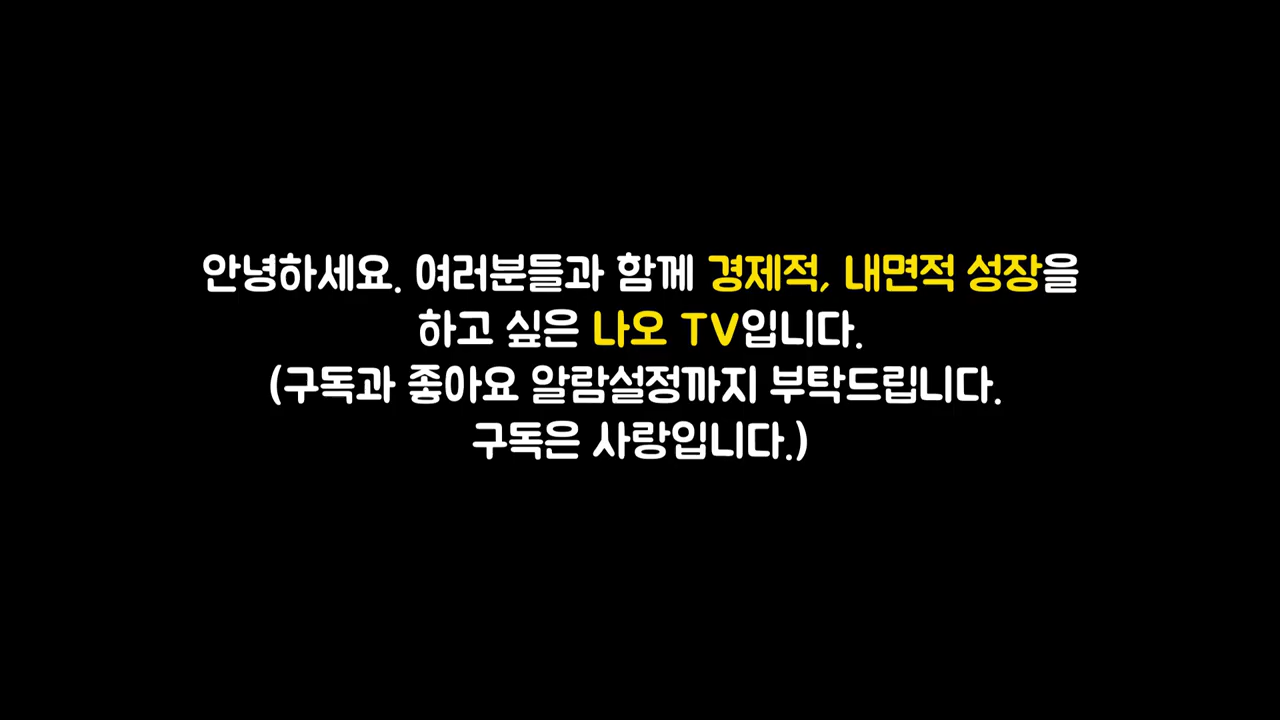 안녕하세요. 여러분들과 함께 경제적, 내면적 성장을
하고 싶은 나오 TV입니다.
(구독과 좋아요 알람설정까지 부탁드립니다.
구독은 사랑입니다.)